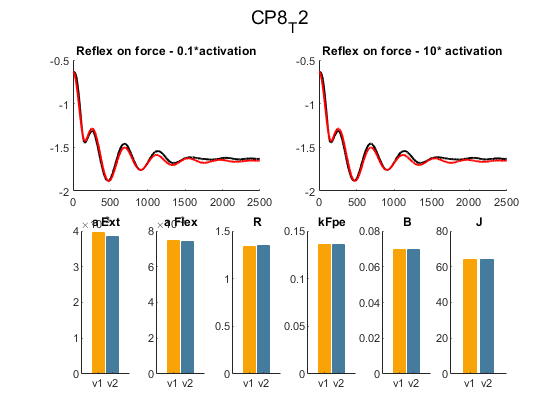 CP8_T2
Reflex on force - 0.1*activation
Reflex on force - 10* activation
-0.5
-1
-1.5
-2
0 500 1000 1500 2000 2500
-0.5
-1
-1.5
-2
0 500 1000 1500 2000 2500
a Ext
4
3
2
1
0
v1 v2
a Flex
8
6
4
2
0
v1 v2
R
1.5
1
0.5
0
v1 v2
kFpe
0.15
0.1
0.05
0
v1 v2
B
0.08
0.06
0.04
0.02
0
v1 v2
J
80
60
40
20
0
v1 v2